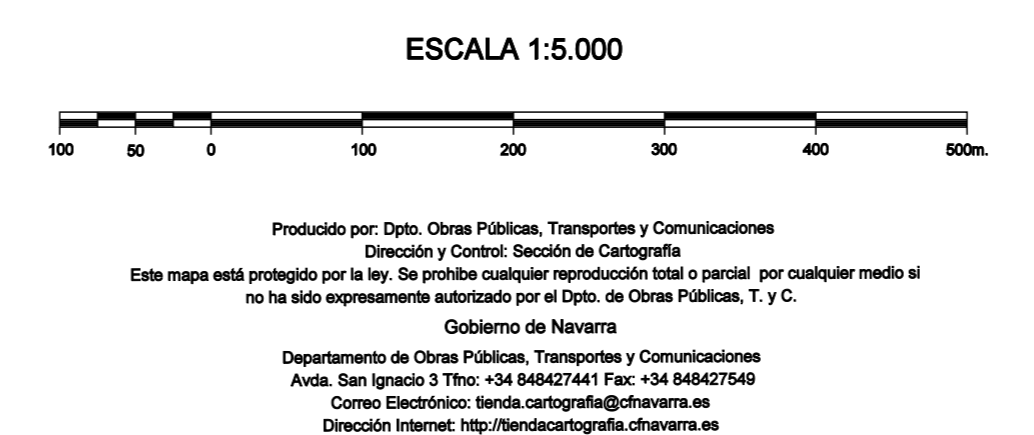 ESCALA 1:5.000
100 50 0 100 200 300 400 500m.
Producido por: Dpto. Obras Públicas, Transportes y Comunicaciones
Dirección y Control: Sección de Cartografía
Este mapa está protegido por la ley. Se prohibe cualquier reproducción total o parcial por cualquier medio si
no ha sido expresamente autorizado por el Dpto. de Obras Públicas, T. y C.
Gobierno de Navarra
Departamento de Obras Públicas, Transportes y Comunicaciones
Avda. San Ignacio 3 Tfno: +34 848427441 Fax: +34 848427549
Correo Electrónico: tienda.cartografia@cfnavarra.es
Dirección Internet: http://tiendacartografia.cfnavarra.es